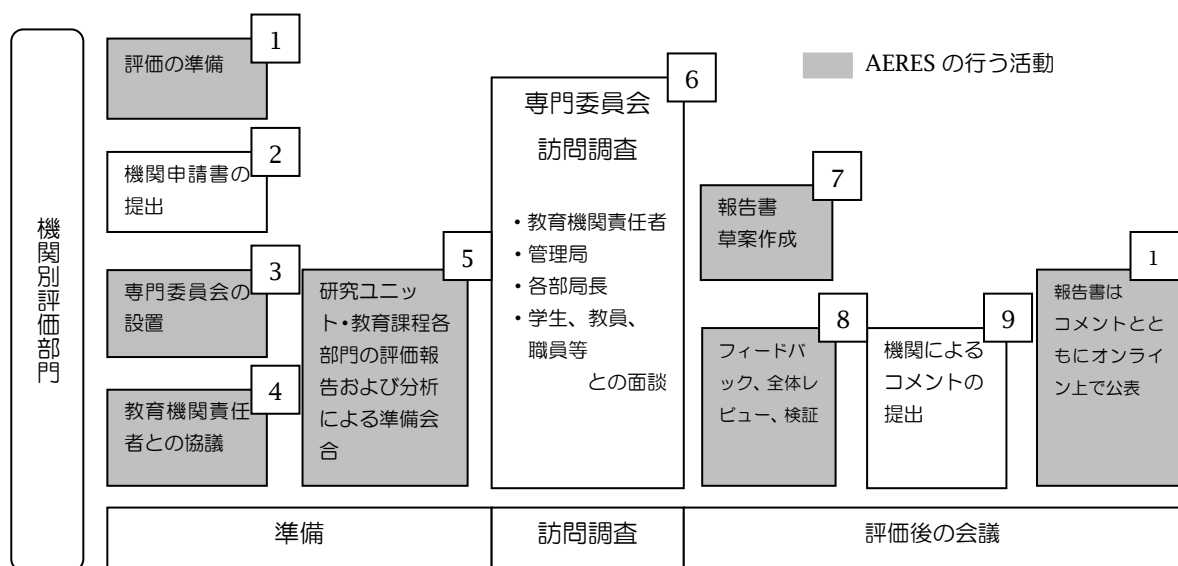 機関別評価部門
1
評価の準備
2
機関申請書の
提出
3
専門委員会の
設置
4
教育機関責任
者との協議
5
研究ユニッ
ト・教育課程各
部門の評価報
告および分析
による準備会
合
6
専門委員会
訪問調査
・教育機関責任者
・管理局
・各部局長
・学生、教員、
職員等
との面談
AERES の行う活動
7
報告書
草案作成
8
フィードバ
ック、全体レ
ビュー、検証
9
機関による
コメントの
提出
1
報告書は
コメントとと
もにオンライ
ン上で公表
準備
訪問調査
評価後の会議